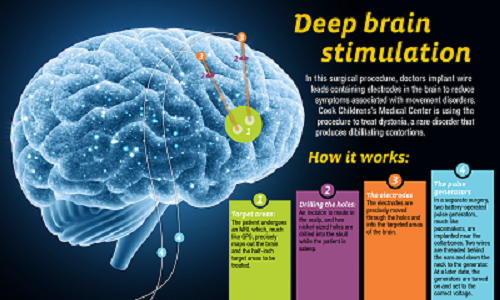 Deep brain
stimulation
In this surgical procedure, doctors implant wire
leads containing electrodes in the brain to reduce
symptoms associated with movement disorders.
Cook Children's Medical Center is using the
procedure to treat dystonia, a rare disorder that
produces debilitating contortions.
How it works:
3
3
2
2
1
4
4
1
Target areas:
The patient undergoes
an MRI, which, much
like GPS, precisely
maps out the brain
and the half-inch
target areas to be
treated.
2
Drilling the holes:
An incision is made in
the scalp, and two
nickel-sized holes are
drilled into the skull
while the patient is
asleep.
3
The electrodes
The electrodes are
precisely moved
through the holes and
into the targeted areas
of the brain.
4
The pulse
generators
In a separate surgery,
two battery-operated
pulse generators,
much like
pacemakers, are
implanted near the
collarbones. Two wires
are threaded behind
the ears and down the
neck to the generator.
At a later date, the
generators are turned
on and set to the
correct voltage.